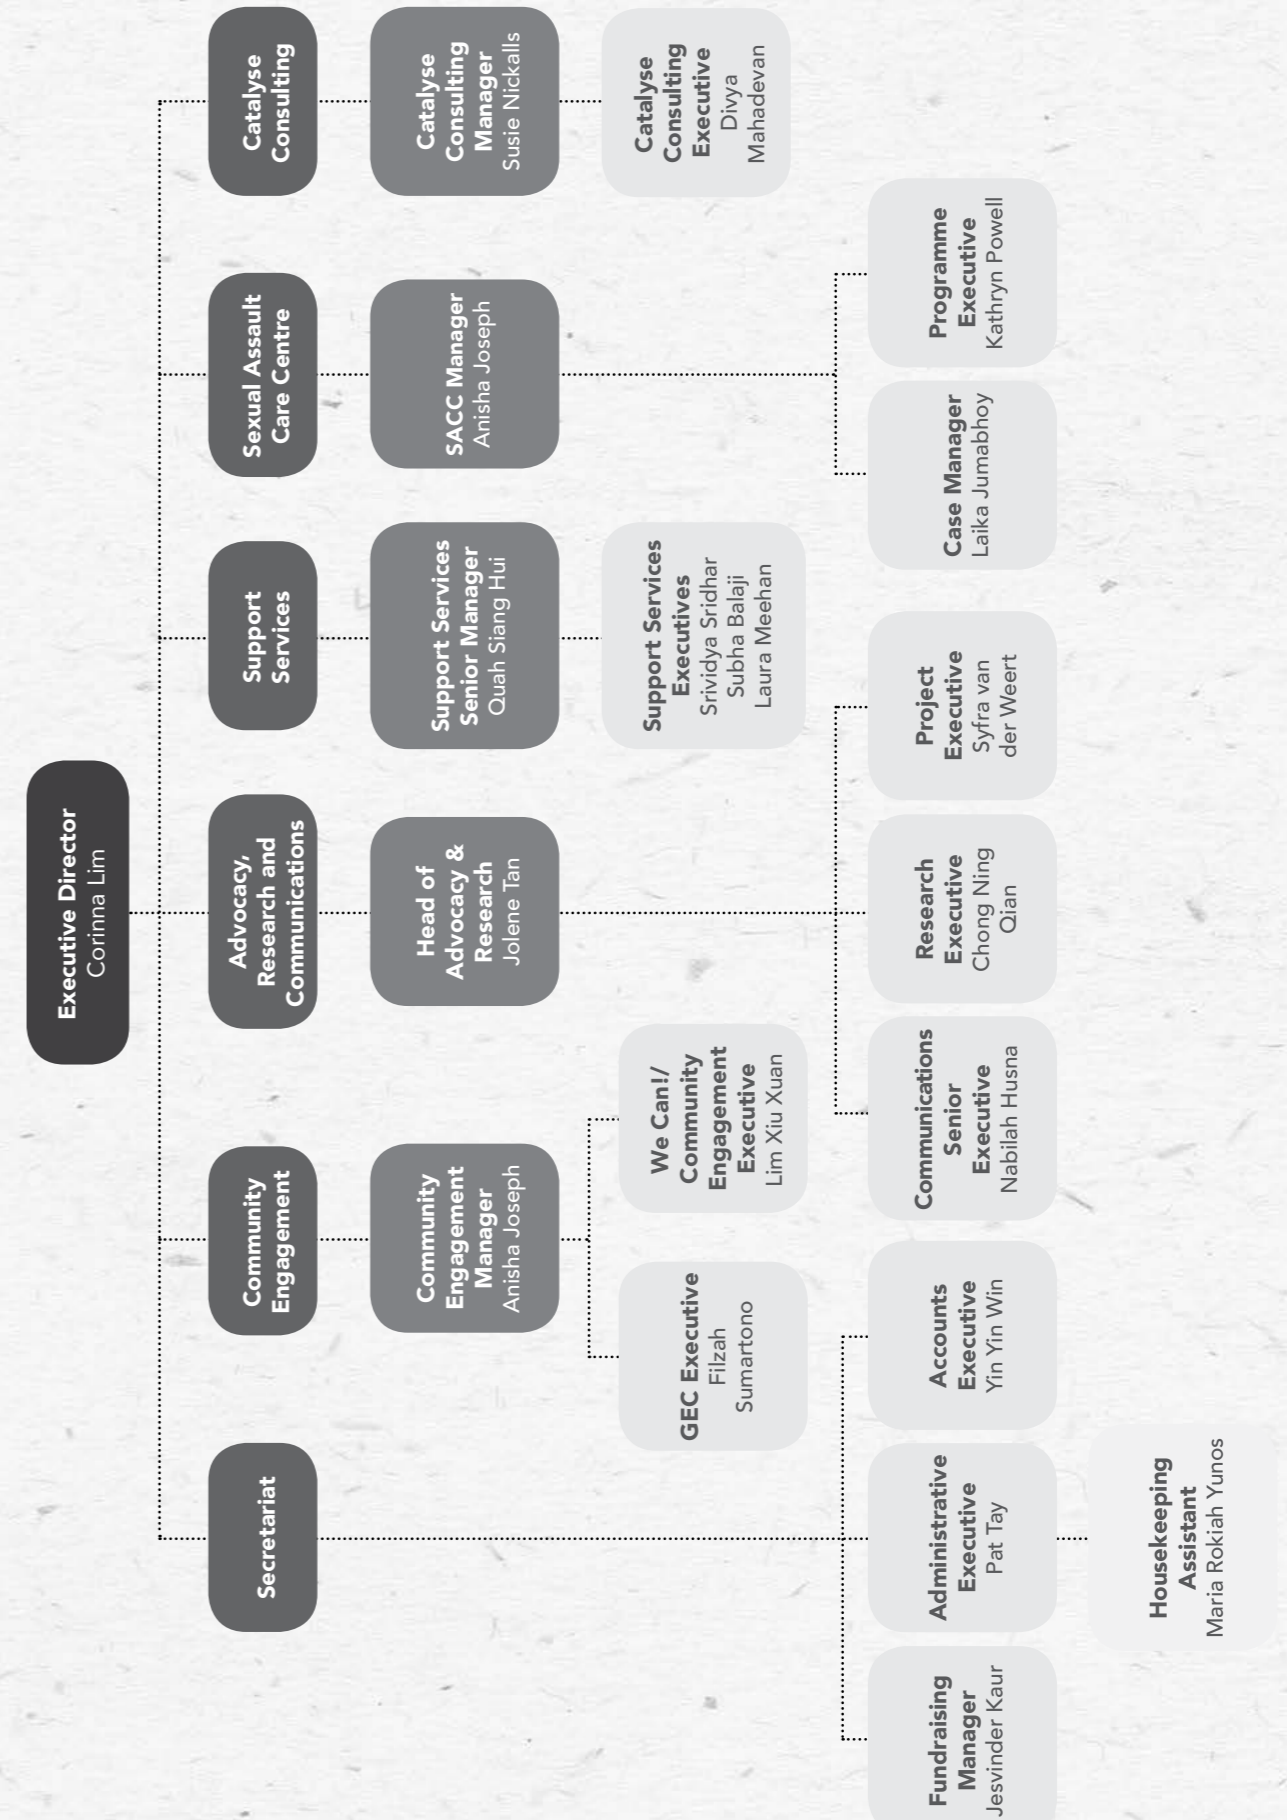 Executive Director
Corinna Lim
Secretariat
Community
Engagement
Advocacy,
Research and
Communications
Support
Services
Sexual Assault
Care Centre
Catalyse
Consulting
Community
Engagement
Manager
Anisha Joseph
Head of
Advocacy &
Research
Jolene Tan
Support Services
Senior Manager
Quah Siang Hui
SACC Manager
Anisha Joseph
Catalyse
Consulting
Manager
Susie Nickalls
GEC Executive
Filzah
Sumartono
We Can!/
Community
Engagement
Executive
Lim Xiu Xuan
Support Services
Executives
Srividya Sridhar
Subha Balaji
Laura Meehan
Catalyse
Consulting
Executive
Divya
Mahadevan
Fundraising
Manager
Jesvinder Kaur
Administrative
Executive
Pat Tay
Accounts
Executive
Yin Yin Win
Communications
Senior
Executive
Nabilah Husna
Research
Executive
Chong Ning
Qian
Project
Executive
Syfra van
der Weert
Case Manager
Laika Jumabhoy
Programme
Executive
Kathryn Powell
Housekeeping
Assistant
Maria Rokiah Yunos